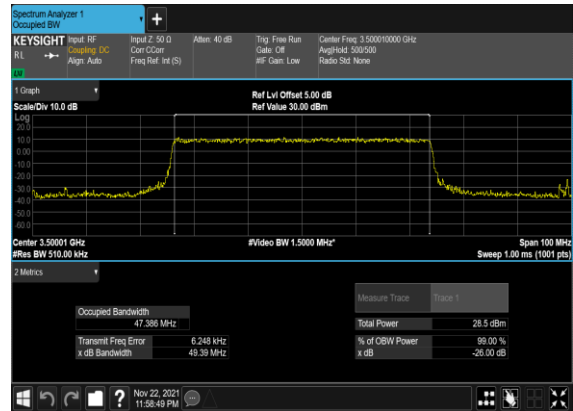 Spectrum Analyzer 1
Occupied BW
KEYSIGHT
RL
Input: RF
Coupling: DC
Align: Auto
Input Z: 50 Ω
Corr CCorr
Freq Ref: Int (S)
Atten: 40 dB
Trig: Free Run
Gate: Off
#IF Gain: Low
Center Freq: 3.500010000 GHz
Avg|Hold: 500/500
Radio Std: None
1 Graph
Scale/Div 10.0 dB
Ref Lvl Offset 5.00 dB
Ref Value 30.00 dBm
Log
20.0
10.0
0.00
-10.0
-20.0
-30.0
-40.0
-50.0
-60.0
Center 3.50001 GHz
#Res BW 510.00 kHz
#Video BW 1.5000 MHz*
Span 100 MHz
Sweep 1.00 ms (1001 pts)
2 Metrics
Occupied Bandwidth
47.386 MHz
Transmit Freq Error 6.248 kHz
x dB Bandwidth 49.39 MHz
Measure Trace Trace 1
Total Power 28.5 dBm
% of OBW Power 99.00 %
x dB -26.00 dB
?
Nov 22, 2021
11:58:49 PM